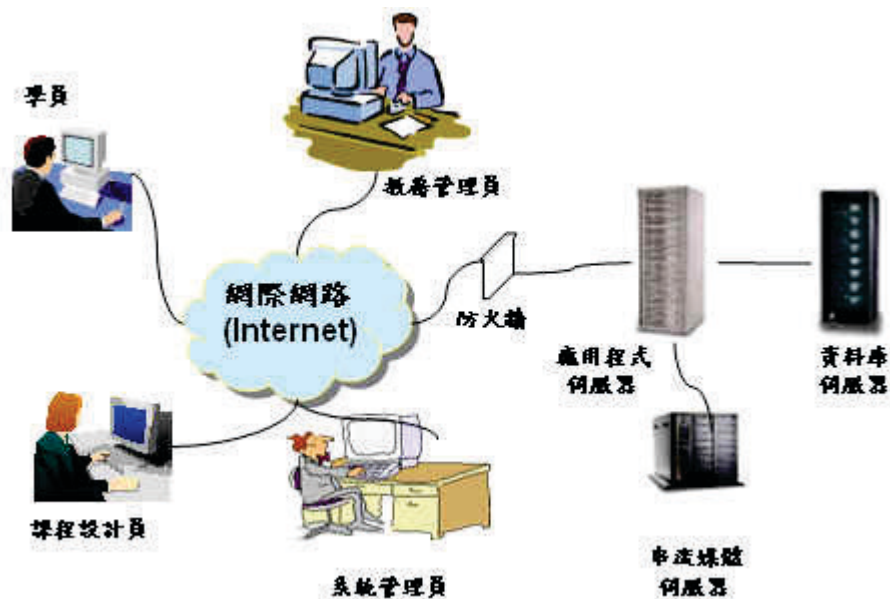 學員
教務管理員
網際網路
(Internet)
防火牆
應用程式
伺服器
資料庫
伺服器
課程設計員
系統管理員
串流媒體
伺服器